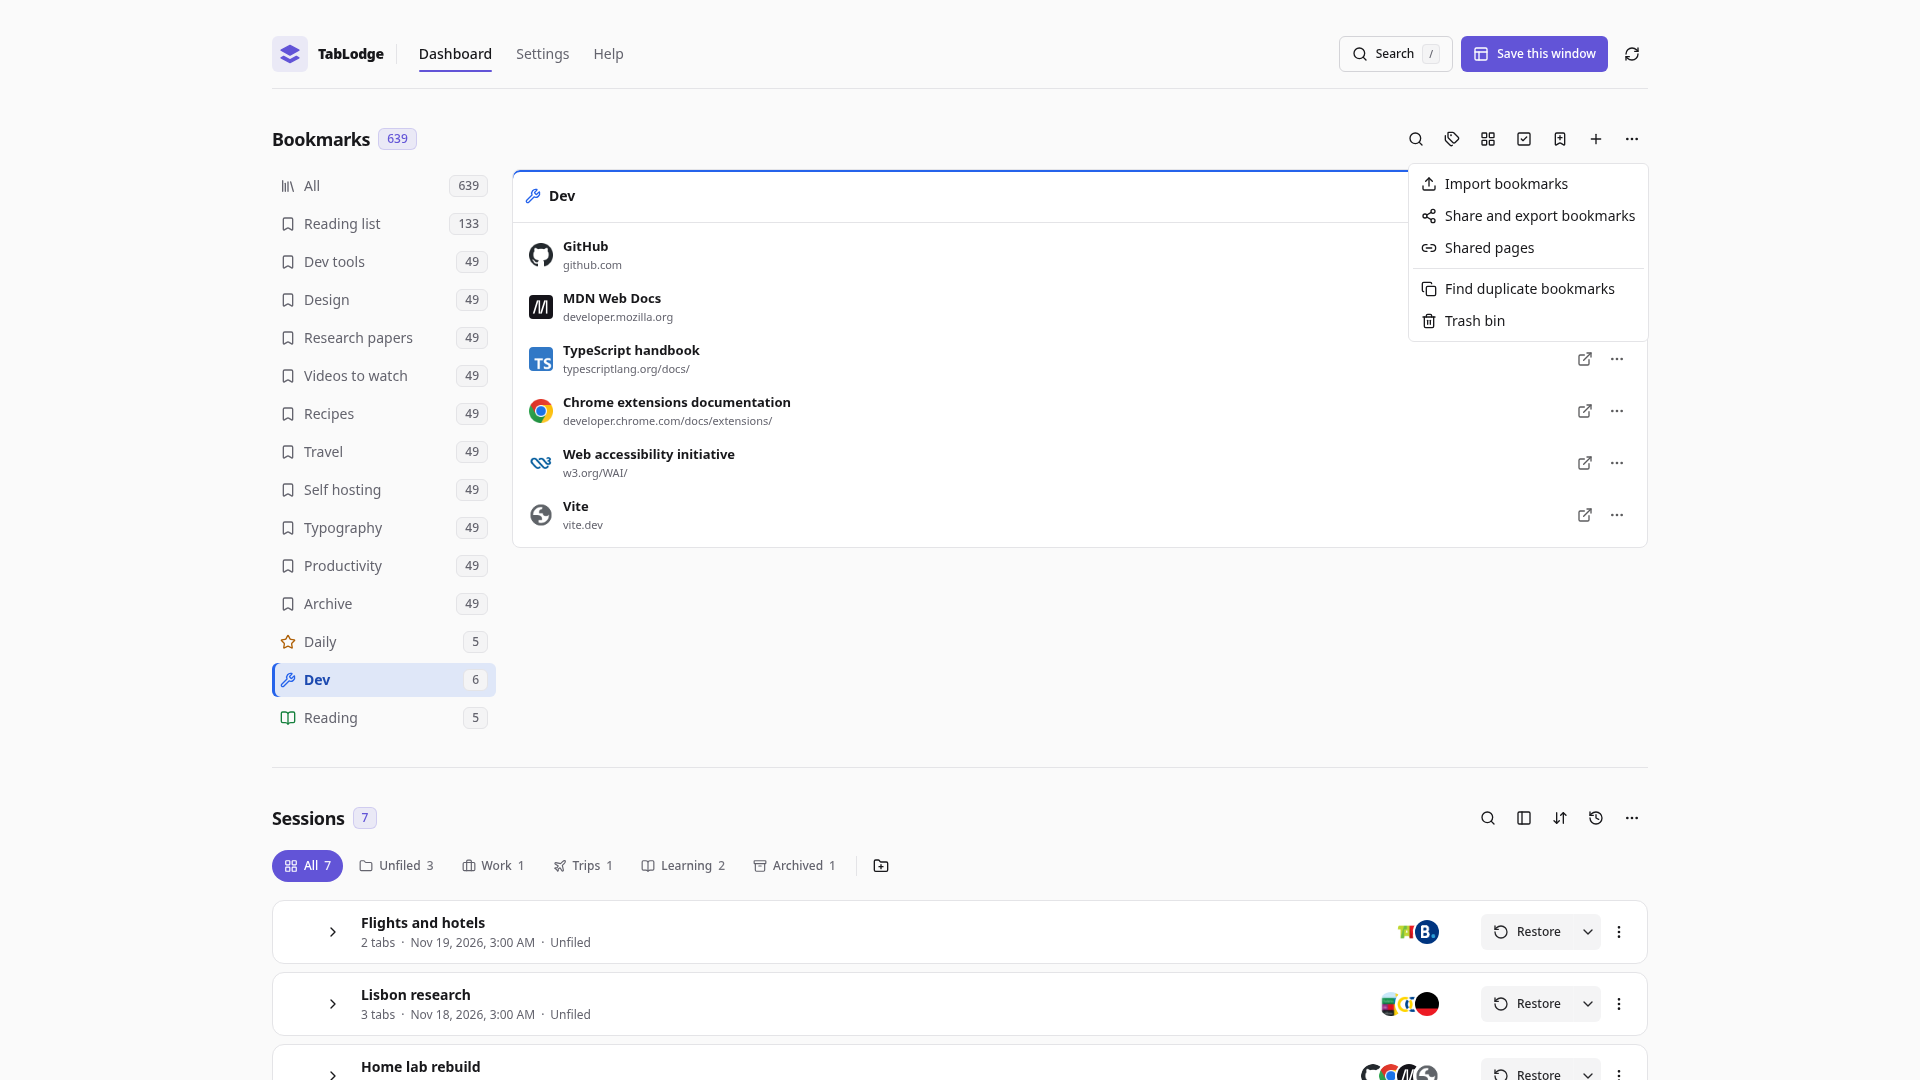 TabLodge
Dashboard
Settings
Help
Search /
Save this window
Bookmarks 639
All 639
Reading list 133
Dev tools 49
Design 49
Research papers 49
Videos to watch 49
Recipes 49
Travel 49
Self hosting 49
Typography 49
Productivity 49
Archive 49
Daily 5
Dev 6
Reading 5
Dev
GitHub
github.com
MDN Web Docs
developer.mozilla.org
TypeScript handbook
typescriptlang.org/docs/
Chrome extensions documentation
developer.chrome.com/docs/extensions/
Web accessibility initiative
w3.org/WAI/
Vite
vite.dev
Import bookmarks
Share and export bookmarks
Shared pages
Find duplicate bookmarks
Trash bin
Sessions 7
All 7
Unfiled 3
Work 1
Trips 1
Learning 2
Archived 1
Flights and hotels
2 tabs · Nov 19, 2026, 3:00 AM · Unfiled
B.
Restore
Lisbon research
3 tabs · Nov 18, 2026, 3:00 AM · Unfiled
Restore
Home lab rebuild
Restore